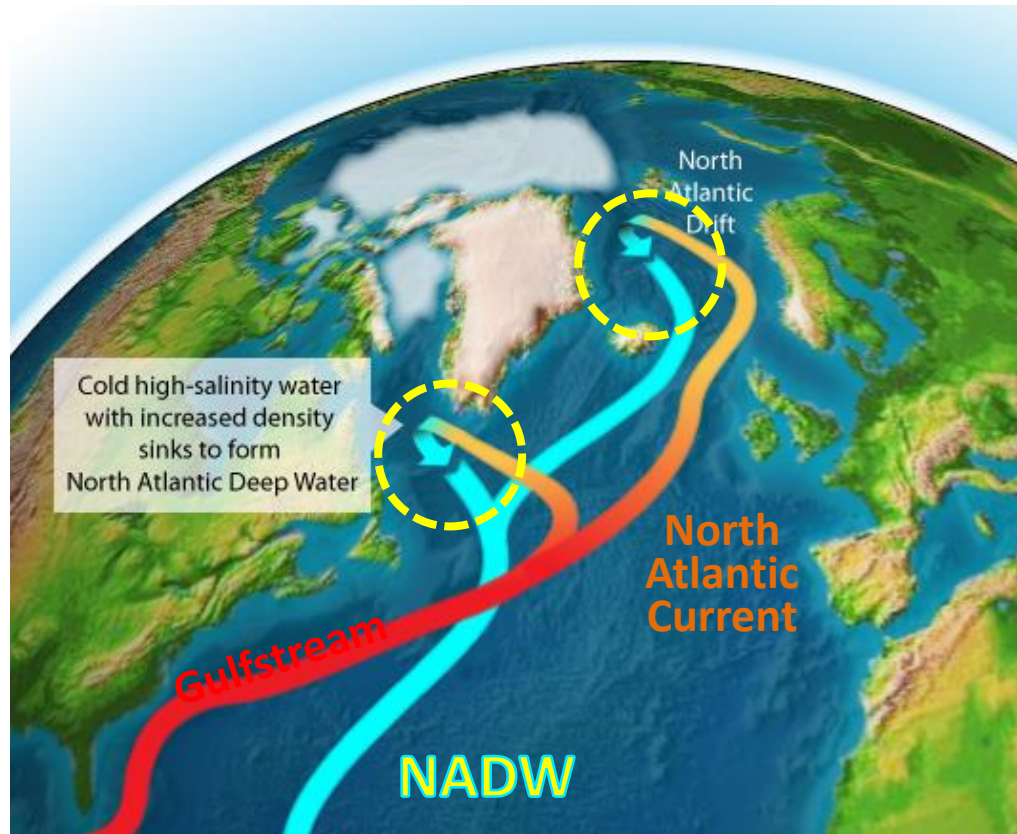 North
Atlantic
Drift
Cold high-salinity water
with increased density
sinks to form
North Atlantic Deep Water
North
Atlantic
Current
Gulfstream
NADW